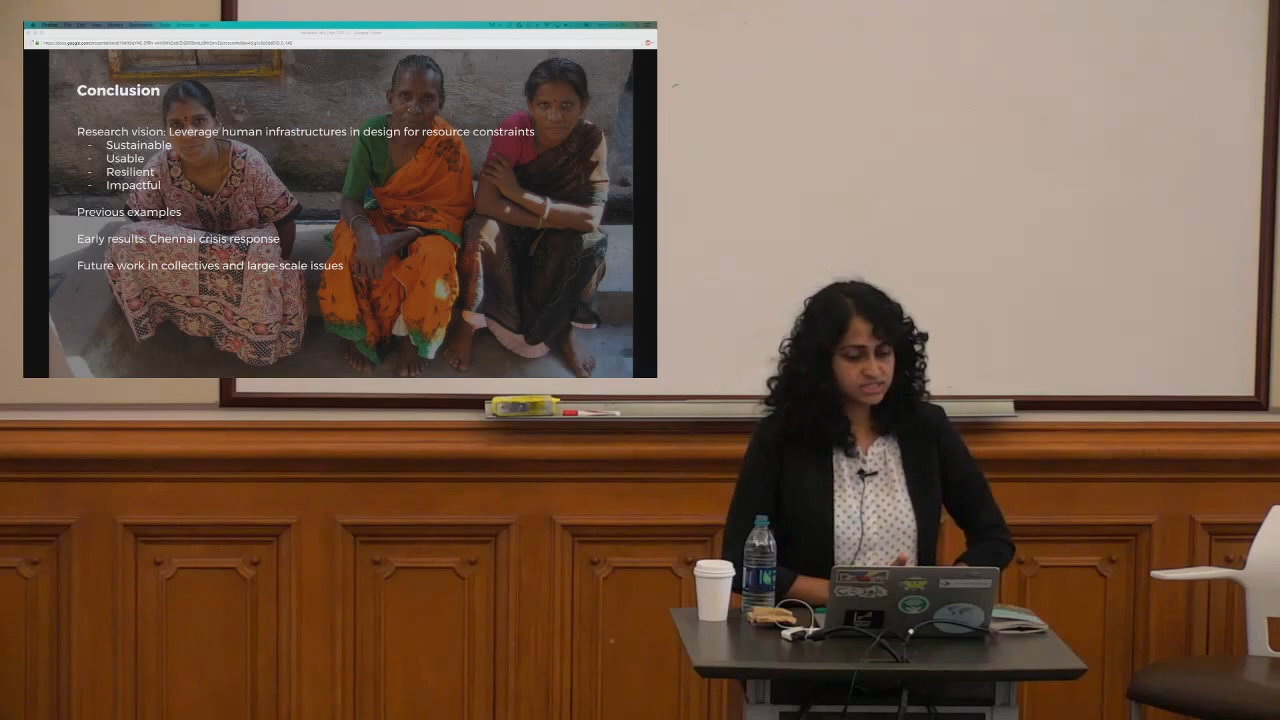 Conclusion
Research vision: Leverage human infrastructures in design for resource constraints
- Sustainable
- Usable
- Resilient
- Impactful
Previous examples
Early results: Chennai crisis response
Future work in collectives and large-scale issues